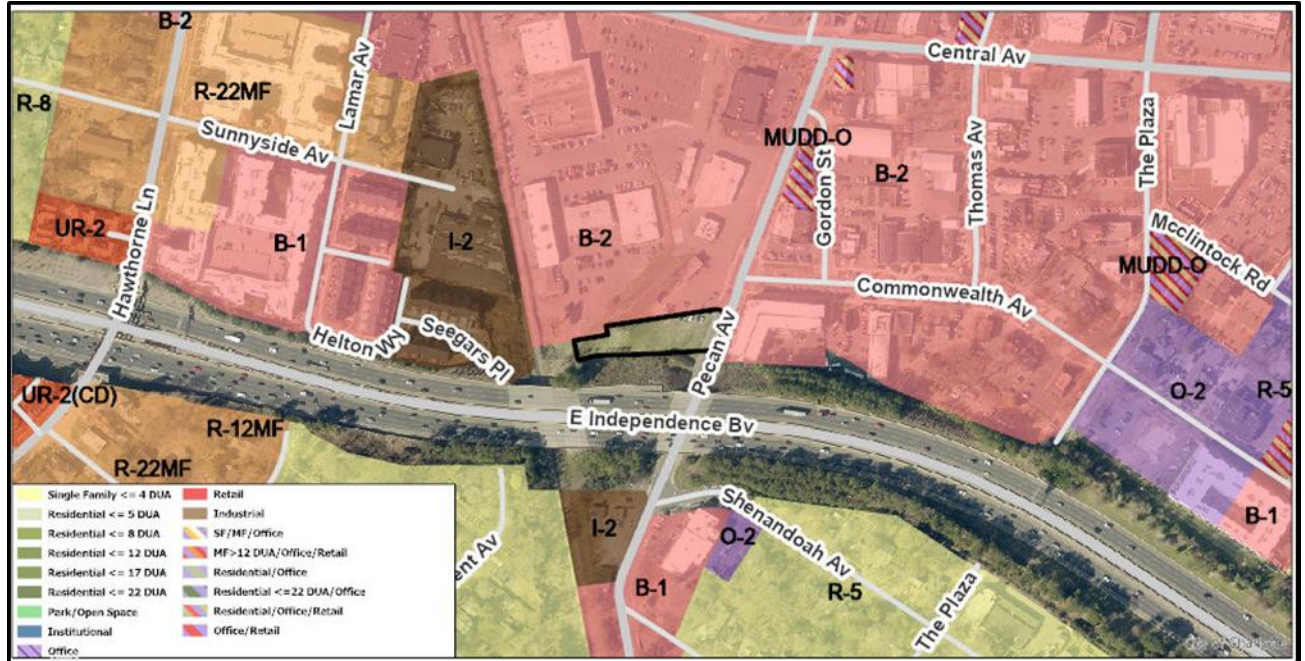 B-2
Central Av
Lamar Av
R-22MF
R-8
Sunnyside Av
MUDD-O
Gordon St
Thomas Av
The Plaza
B-2
Hawthorne Ln
UR-2
B-1
I-2
B-2
Mcclintock Rd
MUDD-O
Commonwealth Av
Helton Wy
Seegars Pl
Pecan Av
O-2
R-5
UR-2(CD)
R-12MF
E Independence Bv
R-22MF
B-1
I-2
Shenandoah Av
O-2
B-1
R-5
The Plaza
ent Av
Single Family <= 4 DUA
Residential <= 5 DUA
Residential <= 8 DUA
Residential <= 12 DUA
Residential <= 17 DUA
Residential <= 22 DUA
Park/Open Space
Institutional
Office
Retail
Industrial
SF/MF/Office
MF>12 DUA/Office/Retail
Residential/Office
Residential <=22 DUA/Office
Residential/Office/Retail
Office/Retail